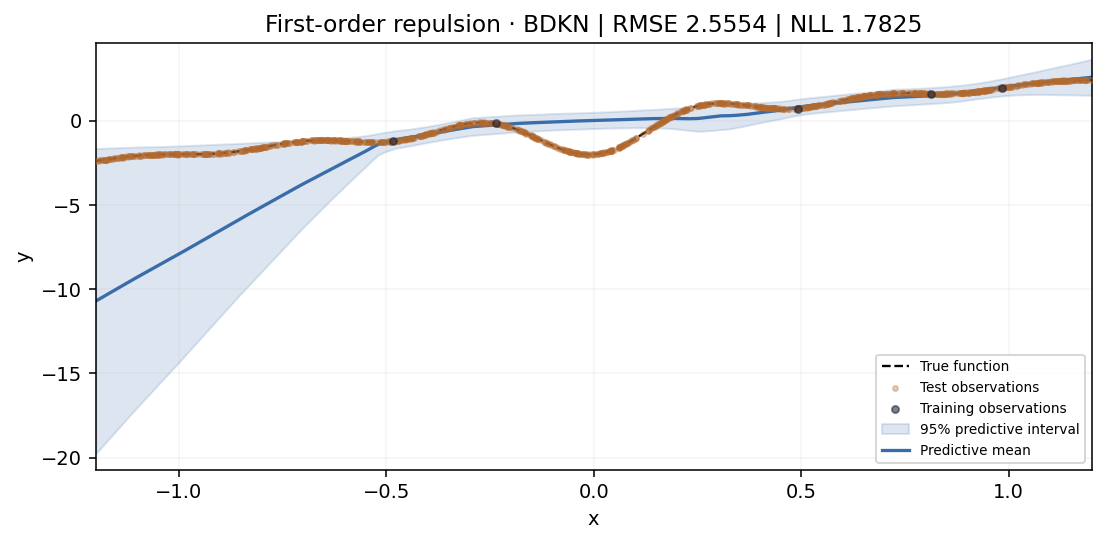 First-order repulsion · BDKN | RMSE 2.5554 | NLL 1.7825
0
−5
−10
−15
−20
y
−1.0 −0.5 0.0 0.5 1.0
x
True function
Test observations
Training observations
95% predictive interval
Predictive mean